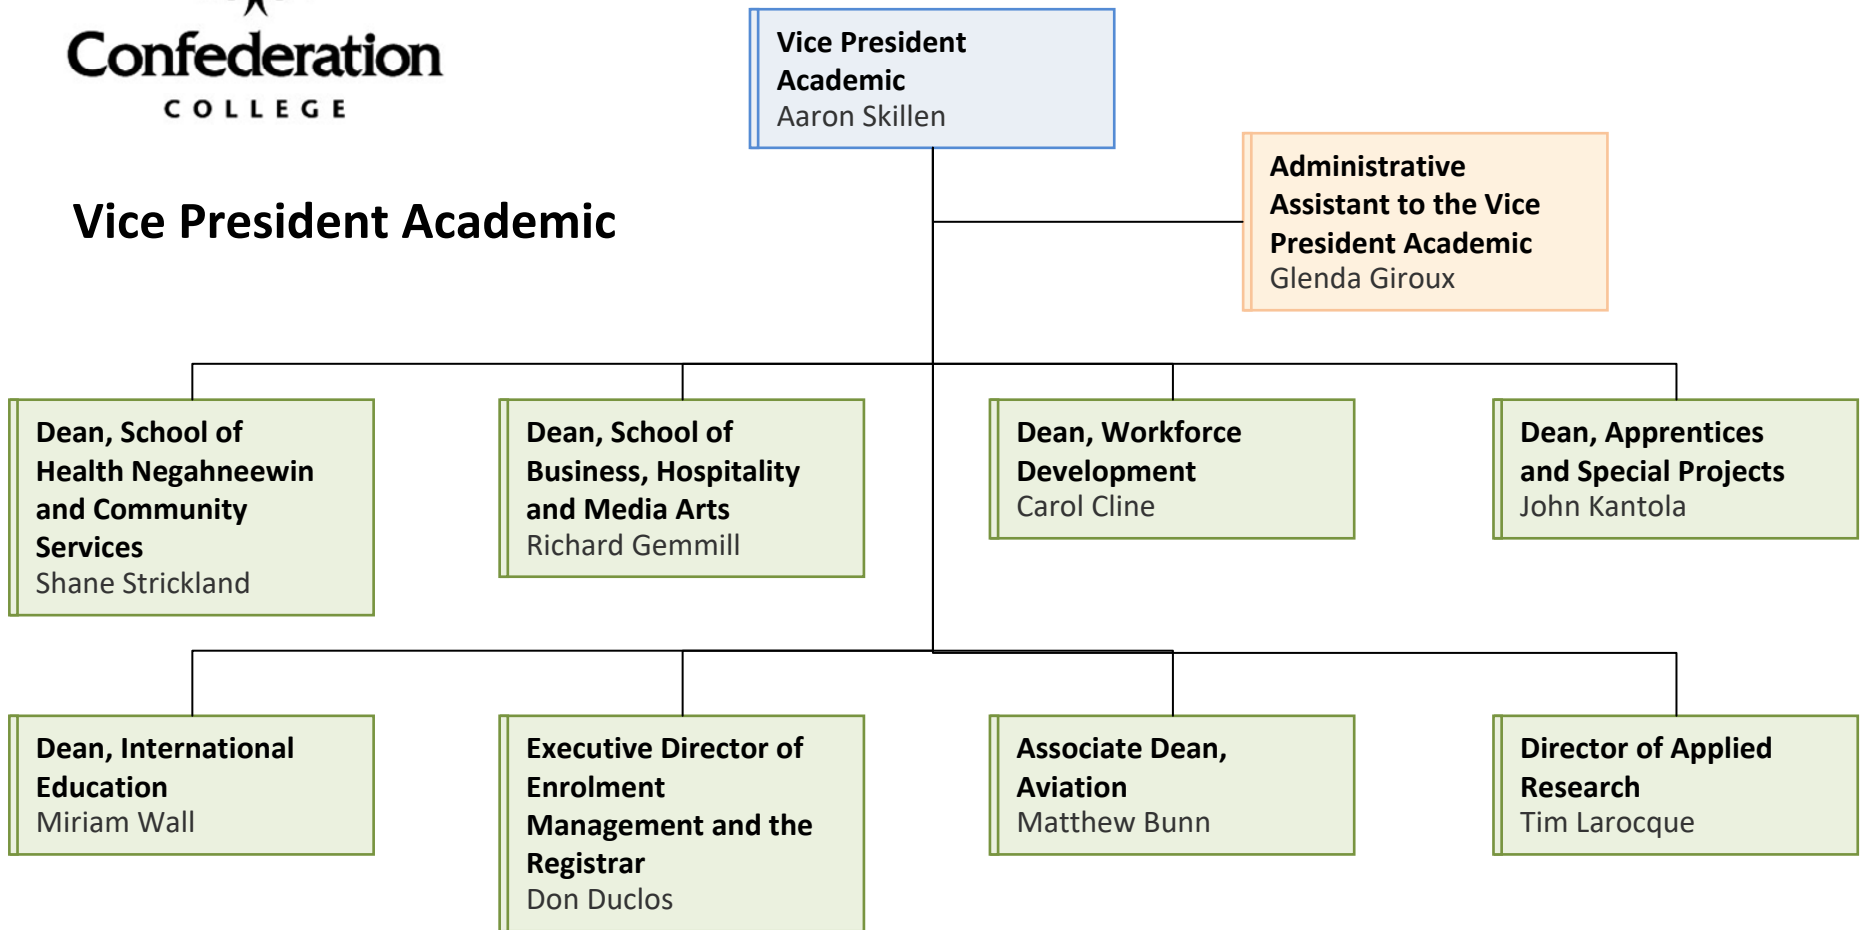 Confederation
COLLEGE
Vice President
Academic
Aaron Skillen
Administrative
Assistant to the Vice
President Academic
Glenda Giroux
Vice President Academic
Dean, School of
Health Negahneewin
and Community
Services
Shane Strickland
Dean, School of
Business, Hospitality
and Media Arts
Richard Gemmill
Dean, Workforce
Development
Carol Cline
Dean, Apprentices
and Special Projects
John Kantola
Dean, International
Education
Miriam Wall
Executive Director of
Enrolment
Management and the
Registrar
Don Duclos
Associate Dean,
Aviation
Matthew Bunn
Director of Applied
Research
Tim Larocque